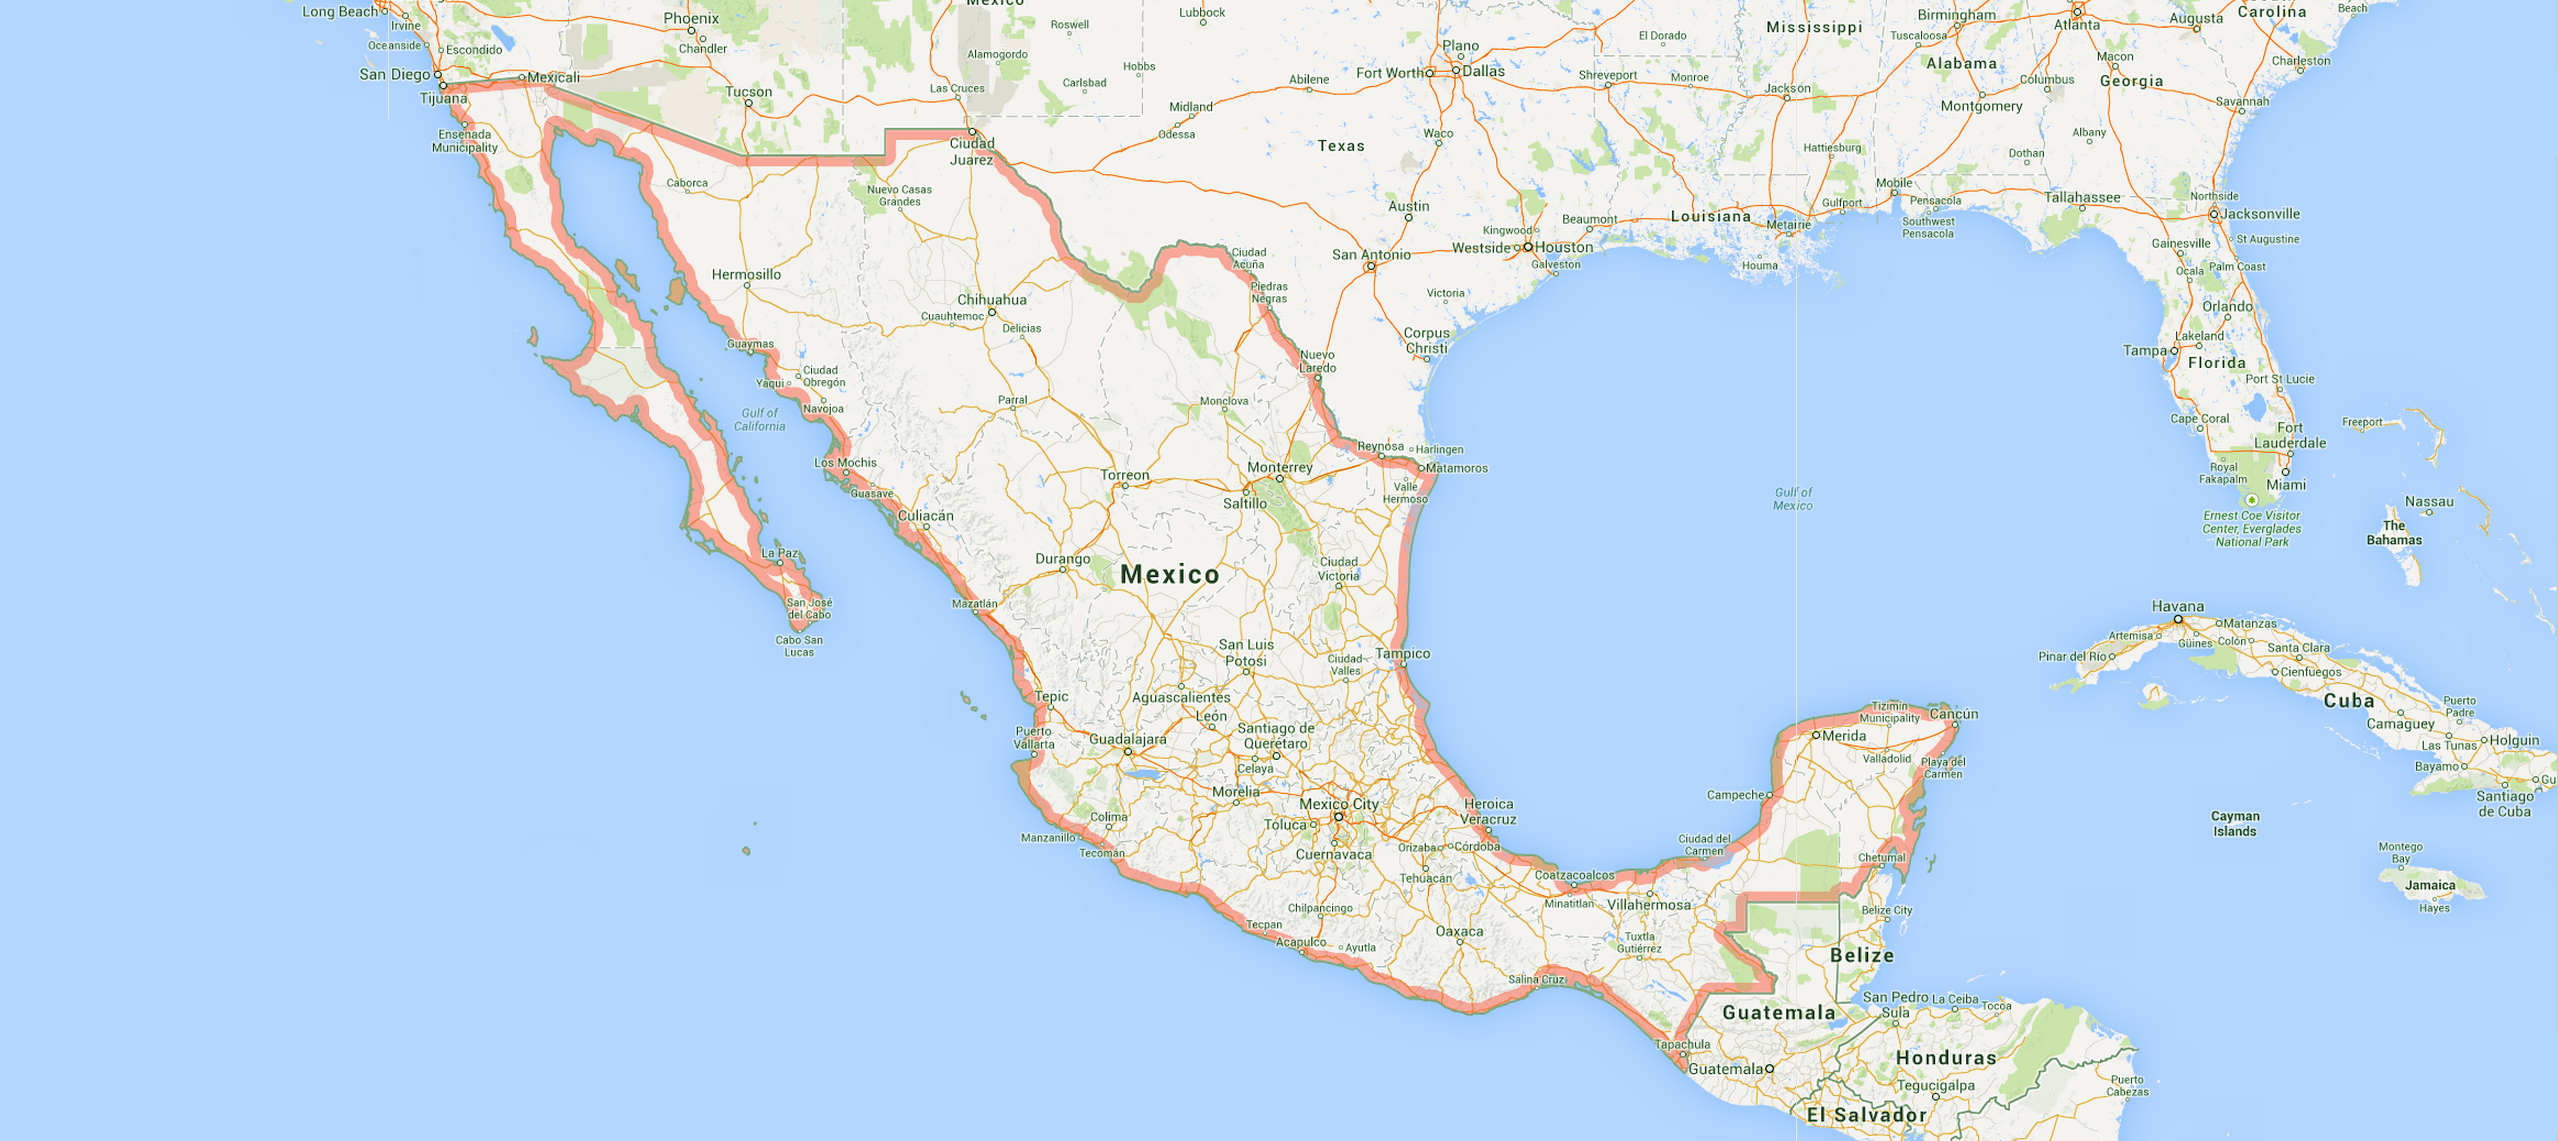 Long Beach
Irvine
Oceanside
Escondido
San Diego
Mexicali
Tijuana
Ensenada
Municipality
Phoenix
Chandler
Tucson
Mexico
Roswell
Alamogordo
Las Cruces
Carlsbad
Hobbs
Lubbock
Midland
Odessa
Abilene
Fort Worth
Plano
Dallas
Waco
Texas
Austin
San Antonio
Victoria
Corpus
Christi
Kingwood
Westside
Houston
Galveston
Beaumont
Shreveport
Monroe
El Dorado
Mississippi
Jackson
Hattiesburg
Louisiana
Metairie
Houma
Gulfport
Mobile
Pensacola
Southwest
Pensacola
Birmingham
Tuscaloosa
Alabama
Montgomery
Atlanta
Macon
Columbus
Georgia
Albany
Dothan
Augusta
Carolina
Beach
Charleston
Savannah
Tallahassee
Northside
Jacksonville
Gainesville
St Augustine
Ocala
Palm Coast
Orlando
Lakeland
Tampa
Florida
Port St Lucie
Cape Coral
Fort
Lauderdale
Royal
Fakapalm
Miami
Ernest Coe Visitor
Center, Everglades
National Park
Freeport
Nassau
The
Bahamas
Ciudad
Juarez
Caborca
Nuevo Casas
Grandes
Hermosillo
Chihuahua
Cuauhtemoc
Delicias
Ciudad
Acuña
Piedras
Negras
Guaymas
Yaqui
Ciudad
Obregón
Navojoa
Gulf of
California
Parral
Monclova
Nuevo
Laredo
Reynosa
Harlingen
Matamoros
Valle
Hermoso
Los Mochis
Guasave
Culiacán
Torreon
Monterrey
Saltillo
Gulf of
Mexico
La Paz
San José
del Cabo
Cabo San
Lucas
Durango
Mexico
Ciudad
Victoria
Mazatlán
San Luis
Potosi
Ciudad
Valles
Tampico
Tepic
Aguascalientes
León
Puerto
Vallarta
Guadalajara
Santiago de
Querétaro
Celaya
Morelia
Mexico City
Toluca
Cuernavaca
Heroica
Veracruz
Orizaba
Córdoba
Tehuacán
Colima
Manzanillo
Tecoman
Chilpancingo
Tecpan
Acapulco
Ayutla
Oaxaca
Salina Cruz
Coatzacoalcos
Minatitlan
Villahermosa
Tuxtla
Gutiérrez
Tapachula
Ciudad del
Carmen
Campeche
Merida
Tizimín
Municipality
Cancún
Valladolid
Playa del
Carmen
Chetumal
Belize City
Belize
Guatemala
Guatemala
San Pedro
Sula
La Ceiba
Tocoa
Honduras
Tegucigalpa
El Salvador
Puerto
Cabezas
Havana
Matanzas
Artemisa
Güines
Colón
Pinar del Río
Santa Clara
Cienfuegos
Cuba
Puerto
Padre
Camaguey
Las Tunas
Holguin
Bayamo
Gu
Santiago
de Cuba
Cayman
Islands
Montego
Bay
Jamaica
Hayes